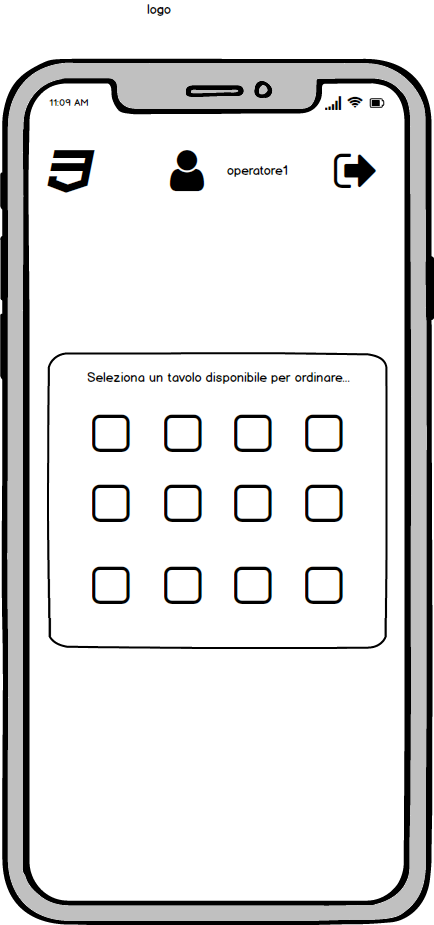 logo
11:09 AM
operatore1
Seleziona un tavolo disponibile per ordinare...